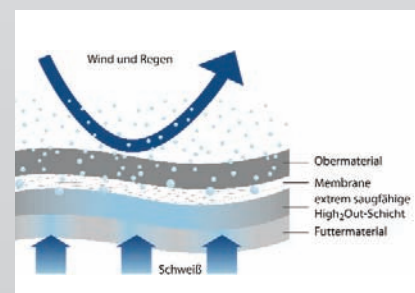 Wind und Regen
Obermaterial
Membrane
extrem saugfähige
High₂Out-Schicht
Futtermaterial
Schweiß